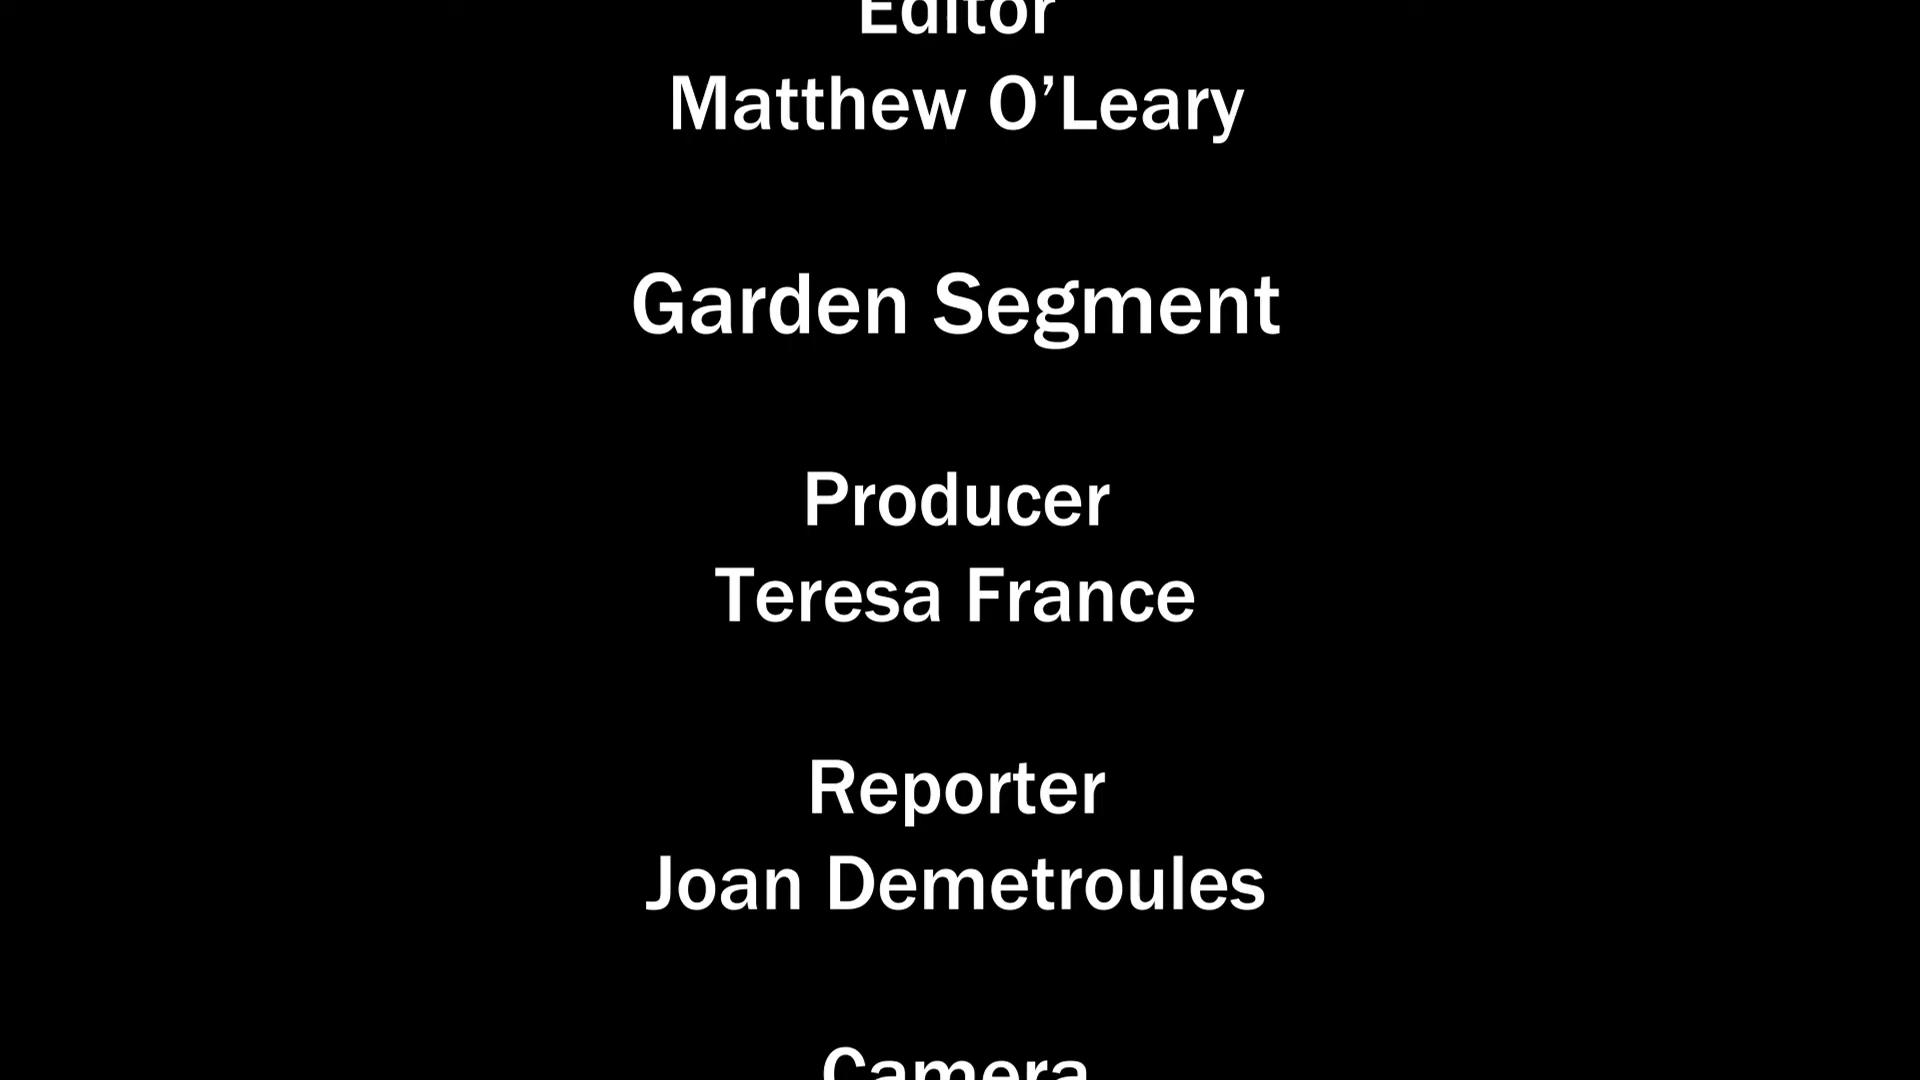 Editor
Matthew O’Leary
Garden Segment
Producer
Teresa France
Reporter
Joan Demetroules
Camera